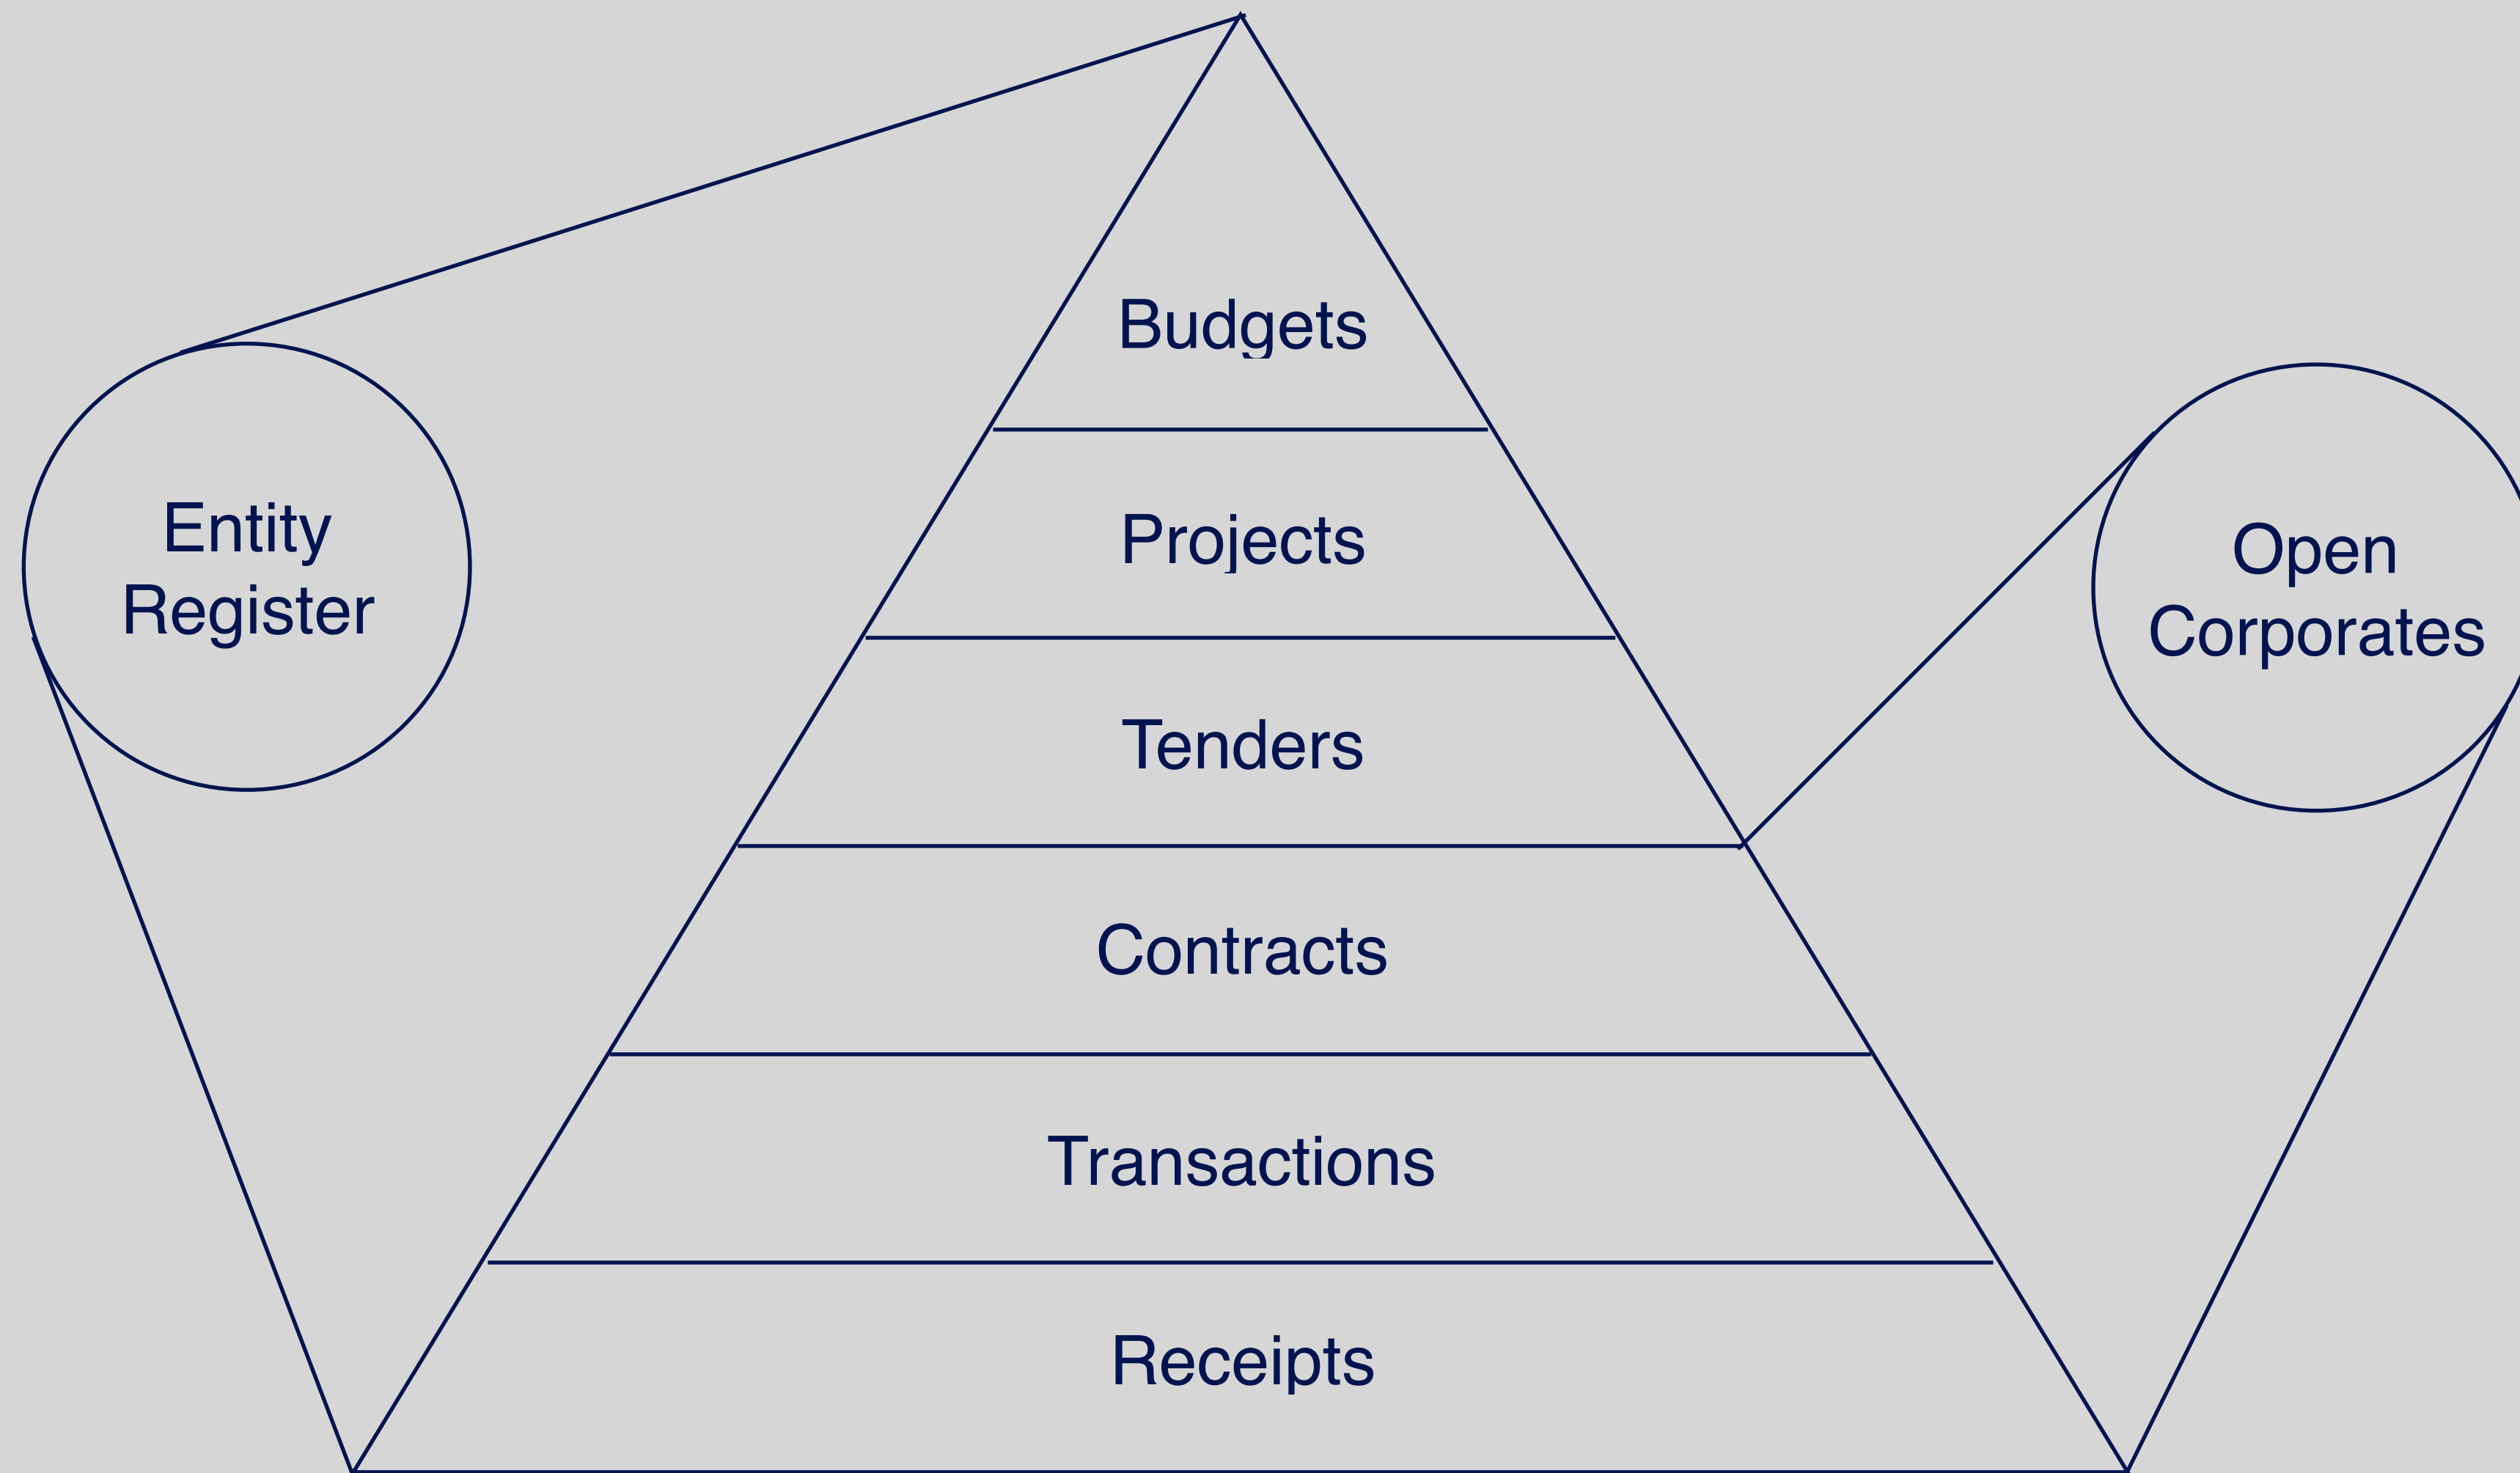 Budgets
Entity
Register
Projects
Open
Corporates
Tenders
Contracts
Transactions
Receipts